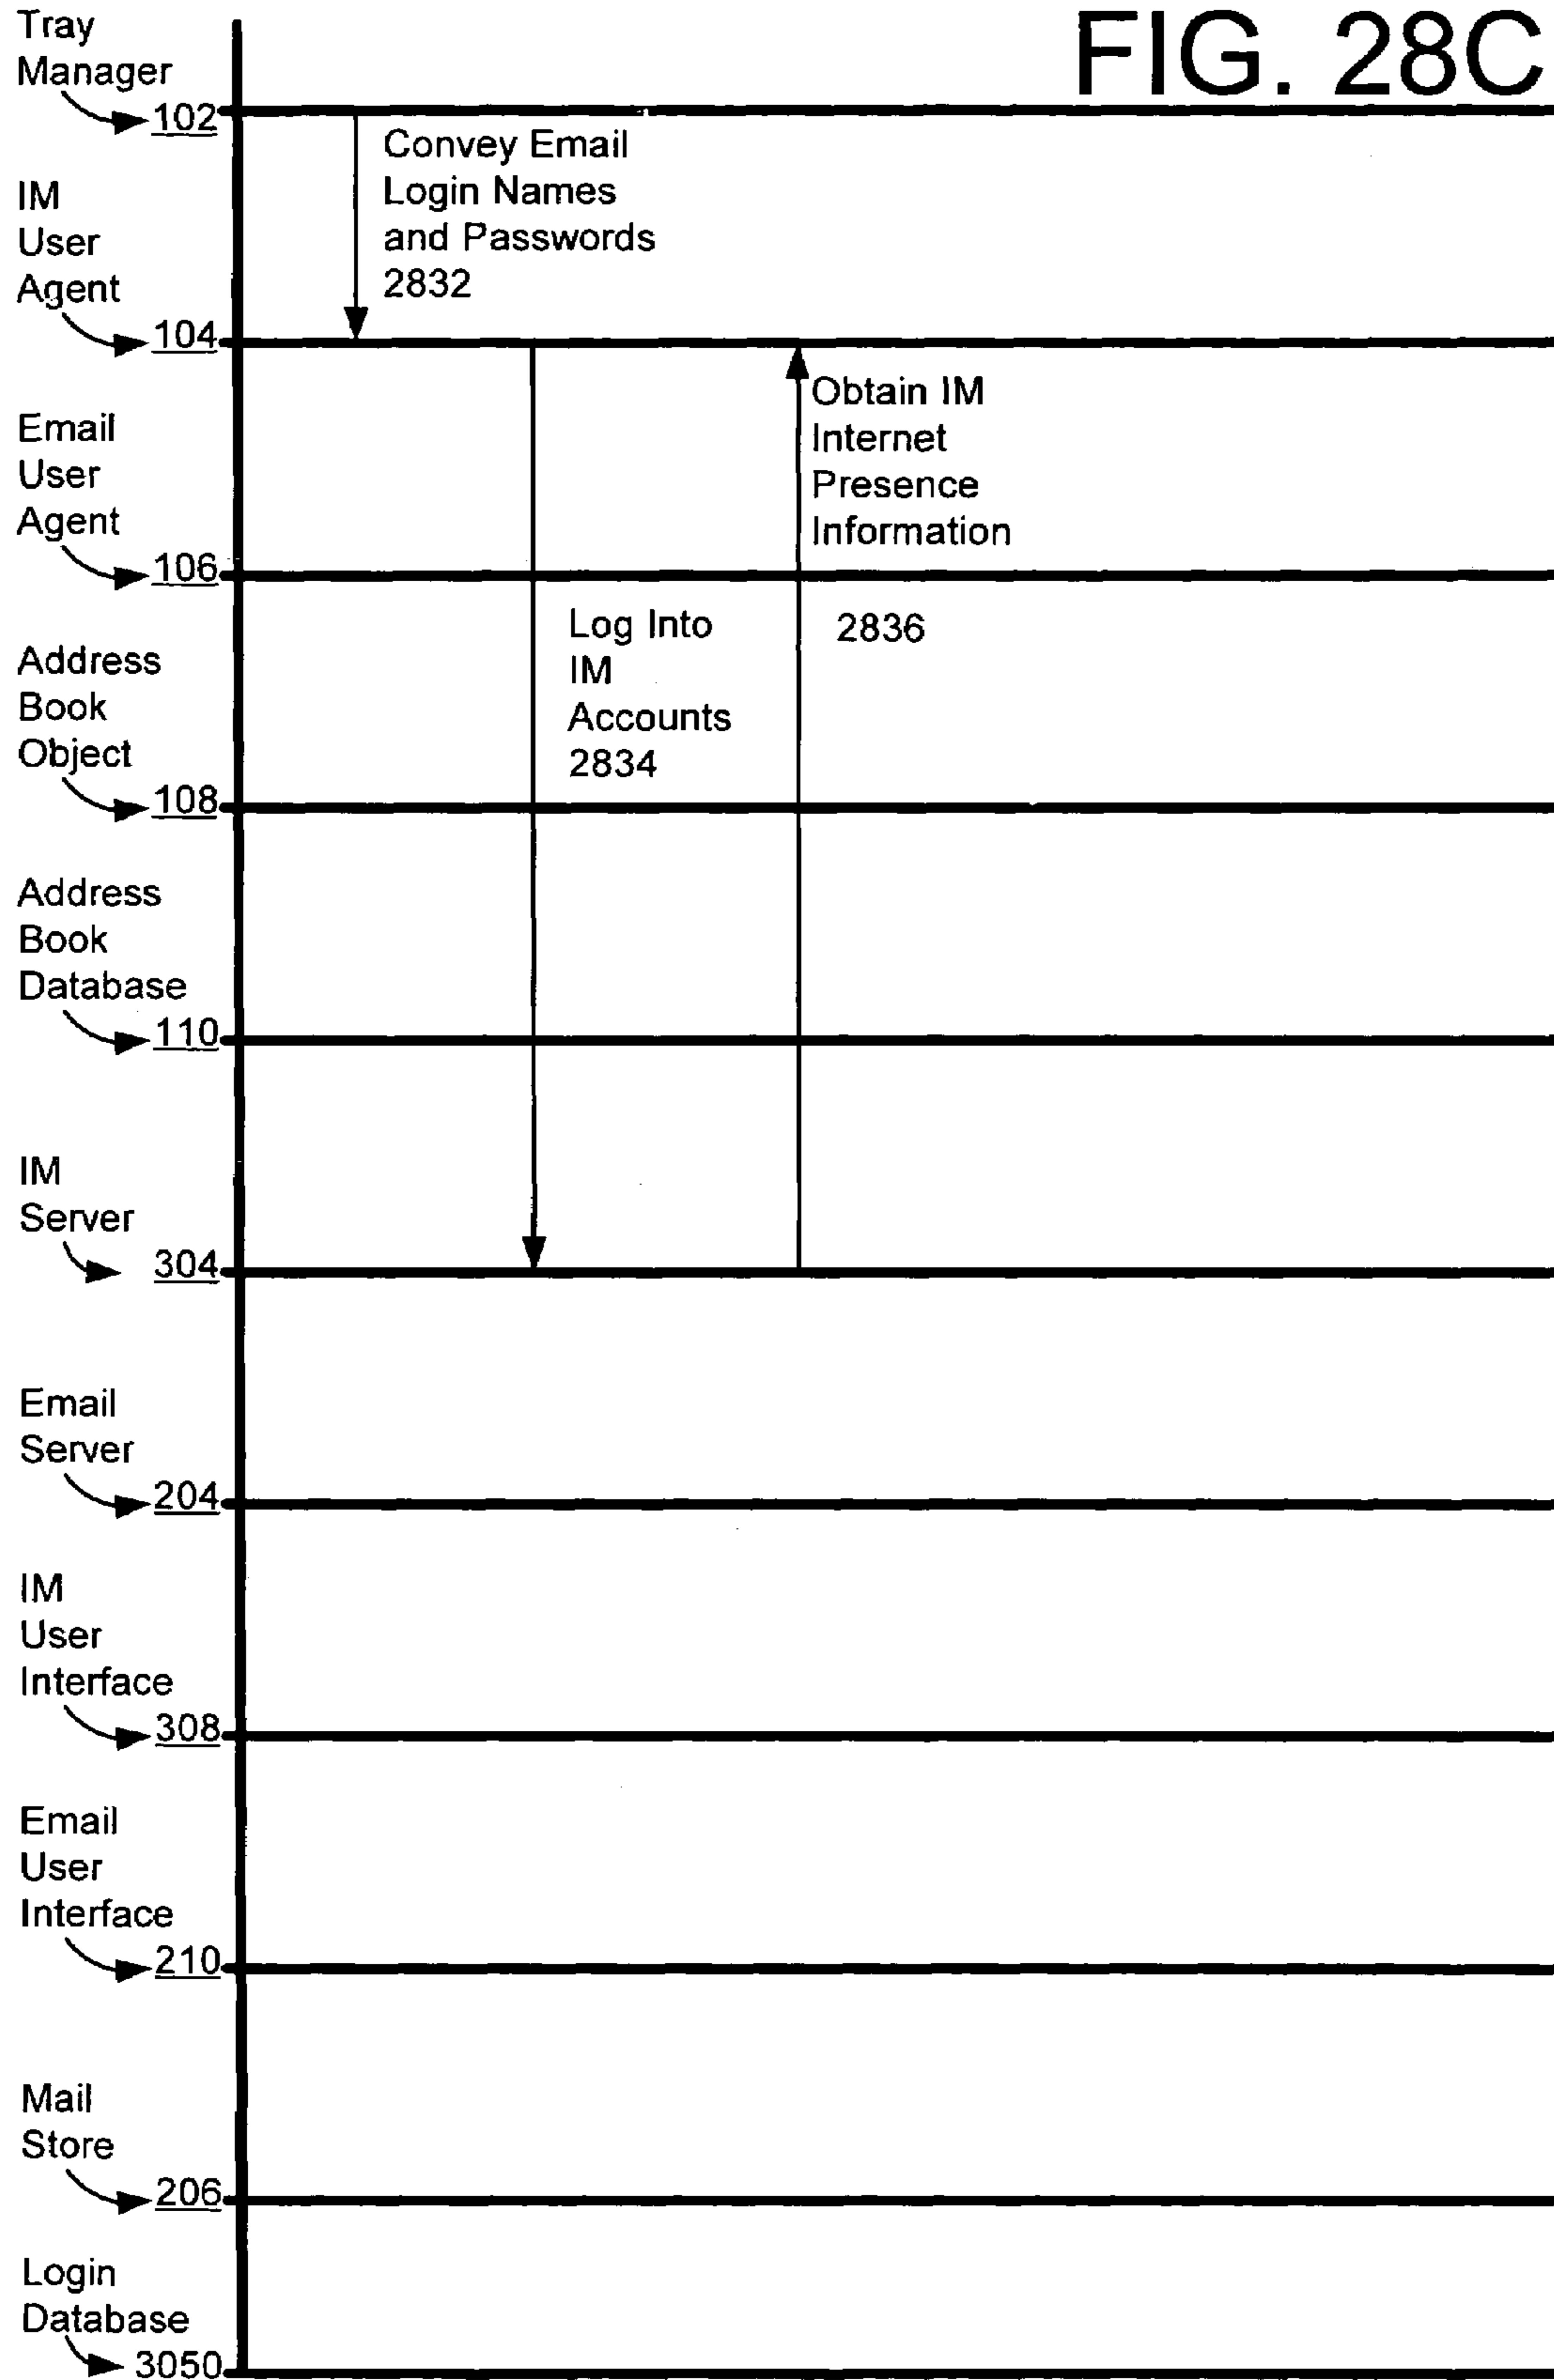 FIG. 28C
Tray
Manager
102
Convey Email
Login Names
and Passwords
2832
IM
User
Agent
104
Obtain IM
Internet
Presence
Information
2836
Email
User
Agent
106
Log Into
IM
Accounts
2834
Address
Book
Object
108
Address
Book
Database
110
IM
Server
304
Email
Server
204
IM
User
Interface
308
Email
User
Interface
210
Mail
Store
206
Login
Database
3050